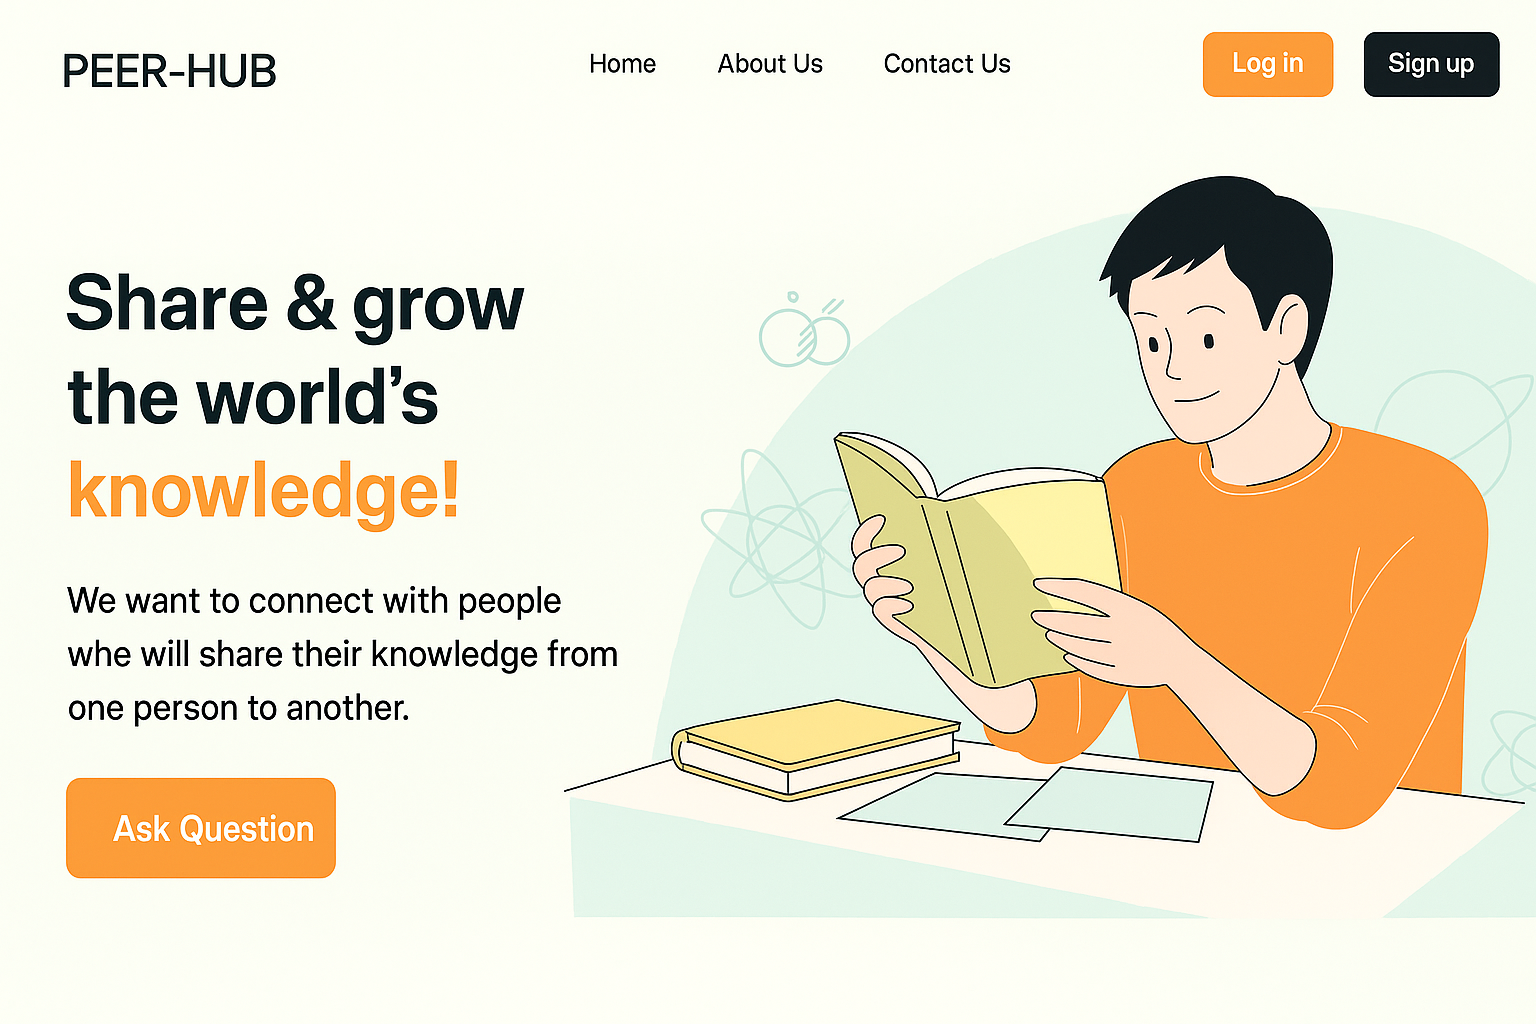 PEER-HUB
Home
About Us
Contact Us
Log in
Sign up
Share & grow
the world’s
knowledge!
We want to connect with people
whe will share their knowledge from
one person to another.
Ask Question